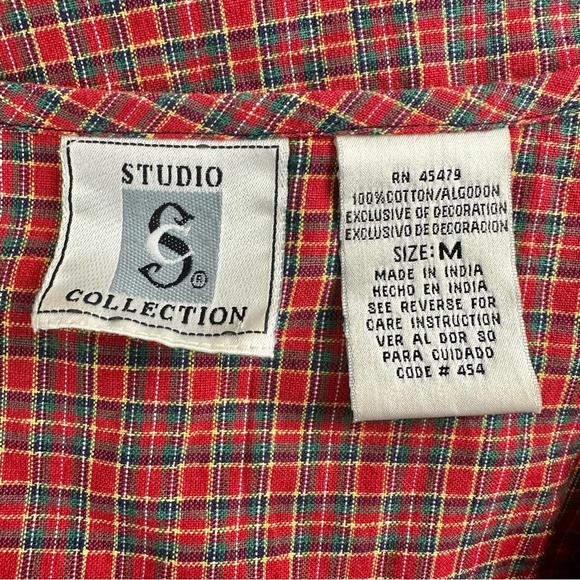 STUDIO
SC®
COLLECTION
RN 45479
100%COTTON/ALGODON
EXCLUSIVE OF DECORATION
EXCLUSIVO DE DECORACION
SIZE: M
MADE IN INDIA
HECHO EN INDIA
SEE REVERSE FOR
CARE INSTRUCTION
VER AL DOR SO
PARA CUIDADO
CODE # 454